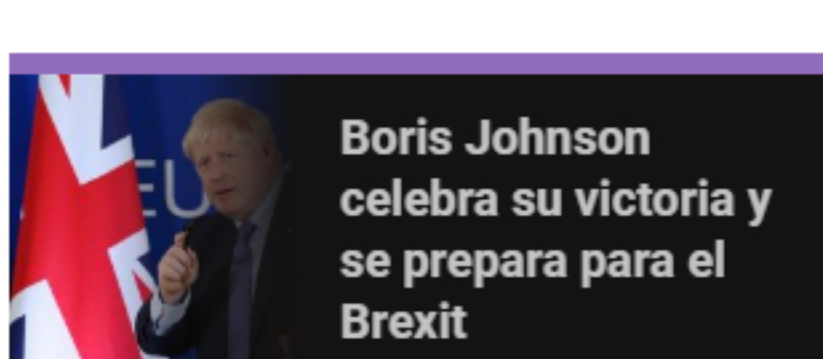 EU
Boris Johnson
celebra su victoria y
se prepara para el
Brexit